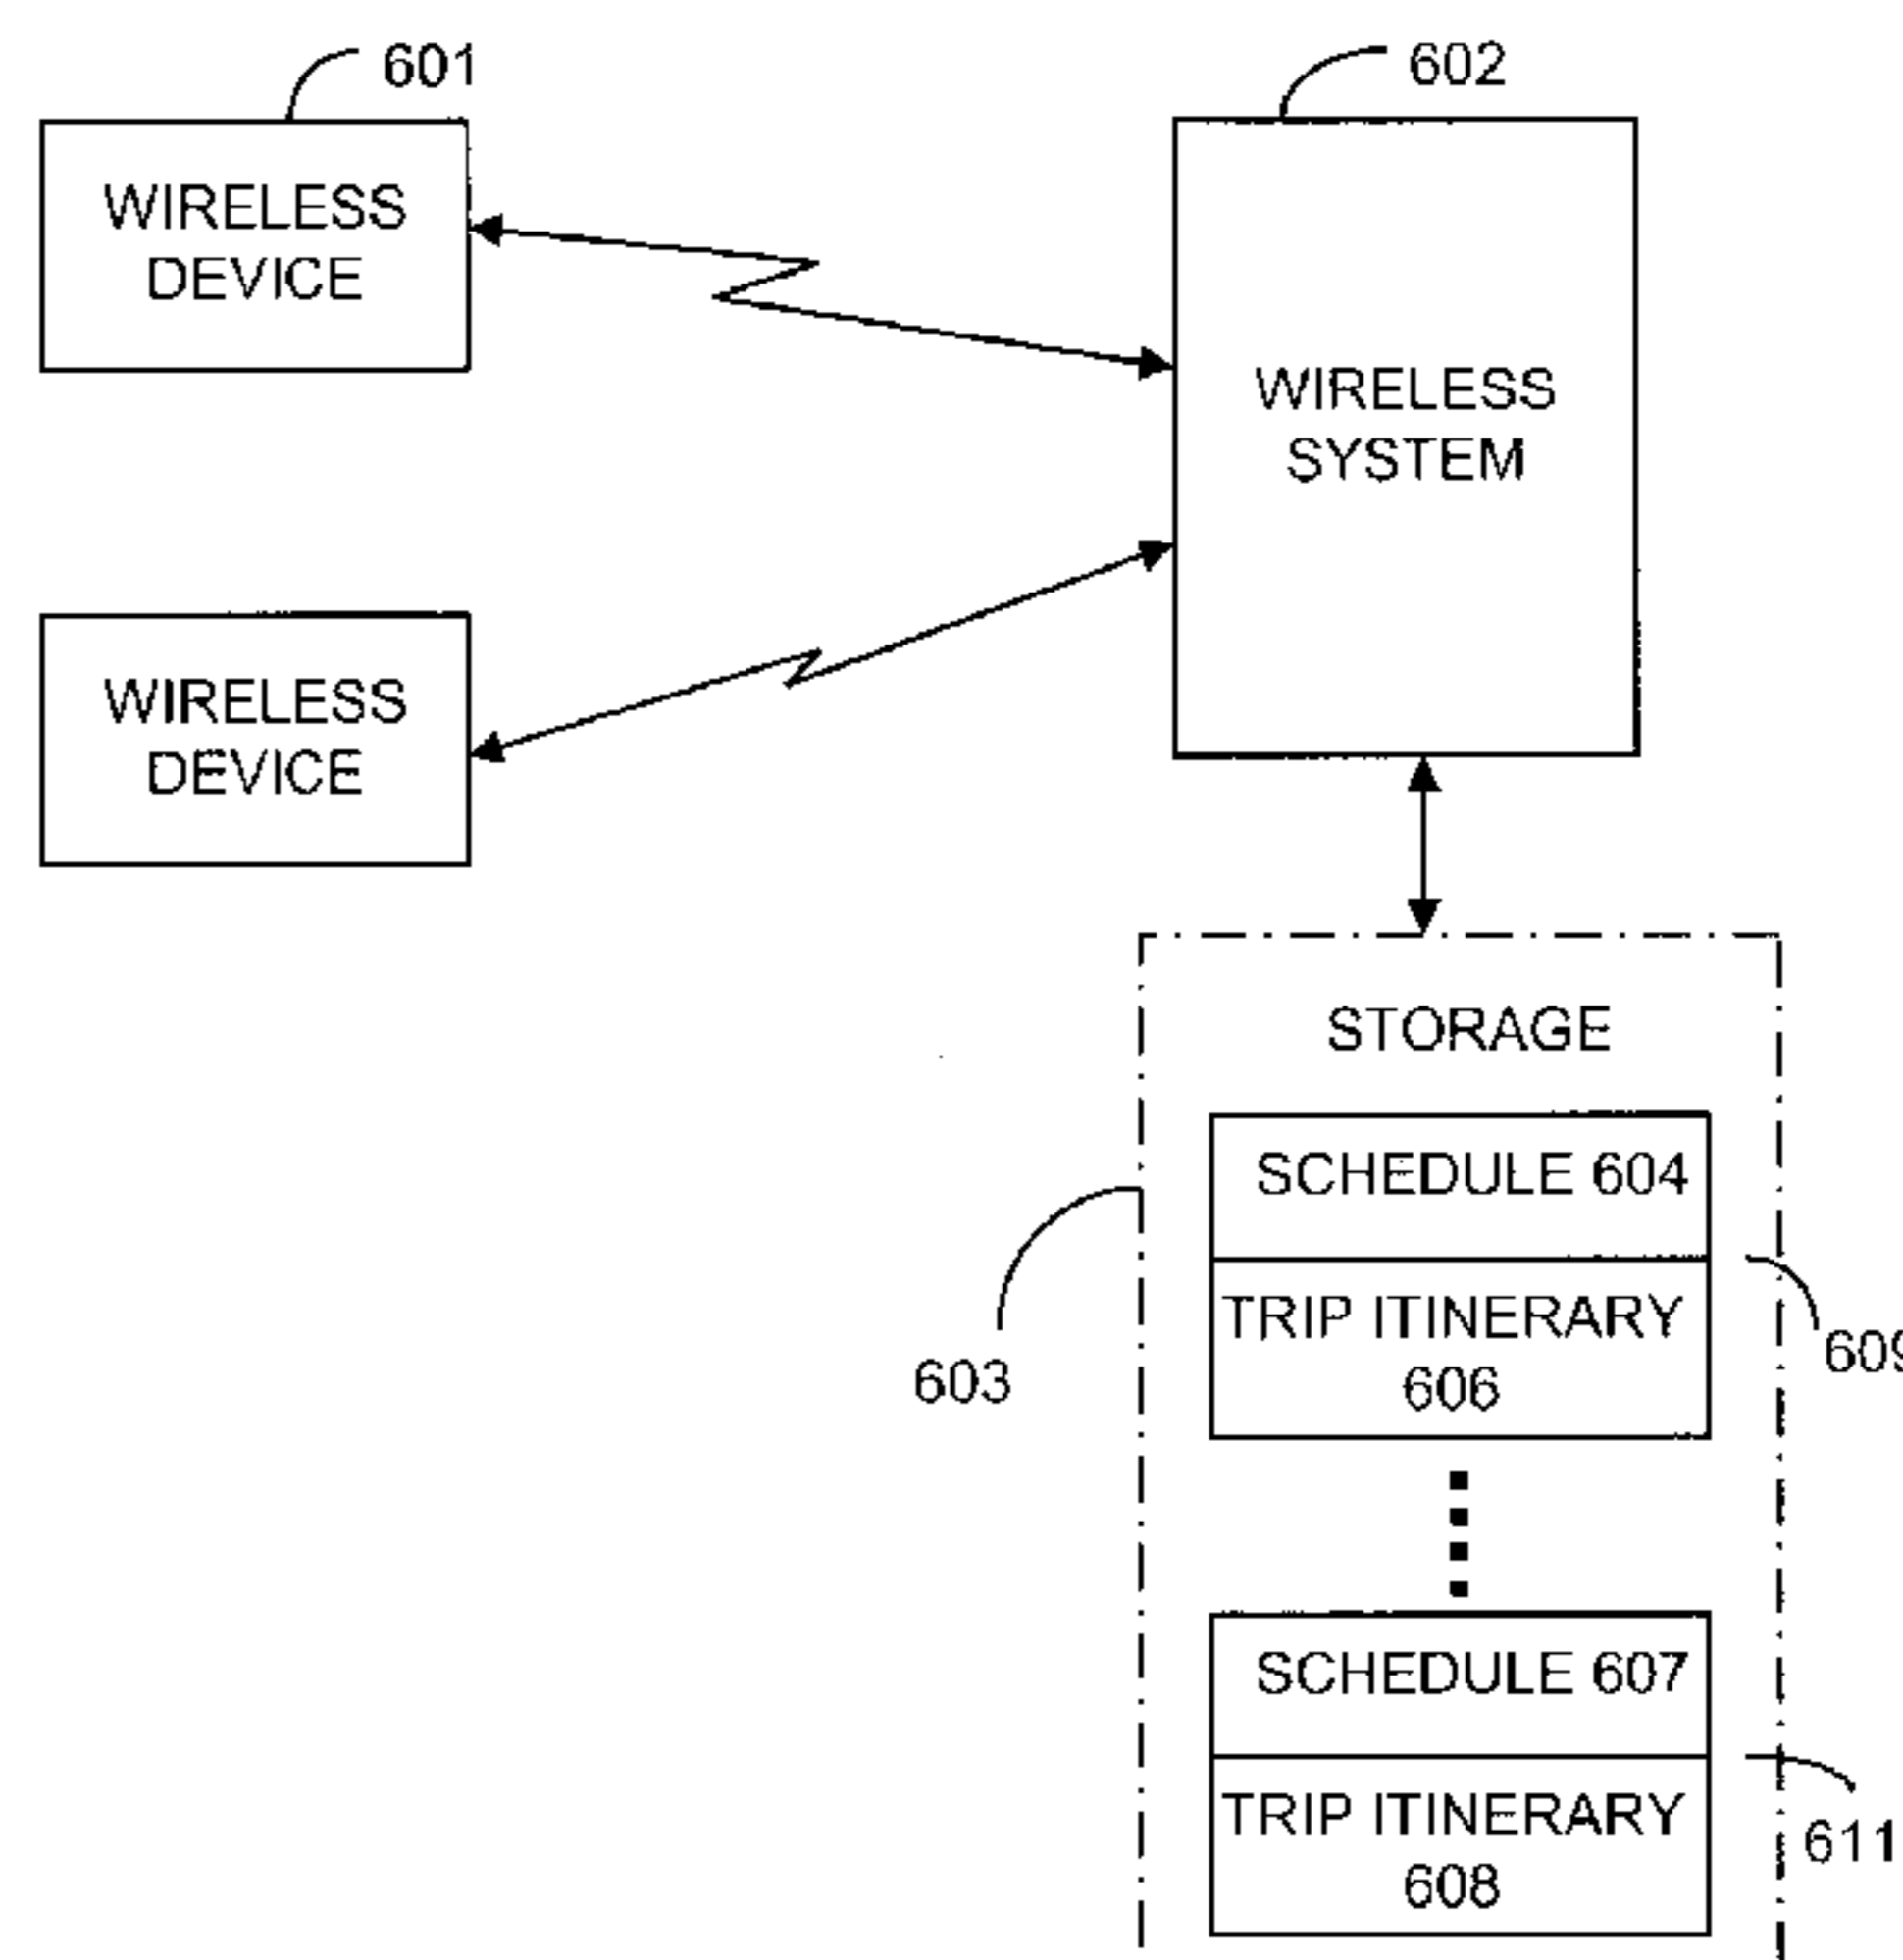 601
602
WIRELESS
DEVICE
WIRELESS
SYSTEM
WIRELESS
DEVICE
STORAGE
SCHEDULE 604
TRIP ITINERARY
606
603
609
SCHEDULE 607
TRIP ITINERARY
608
611